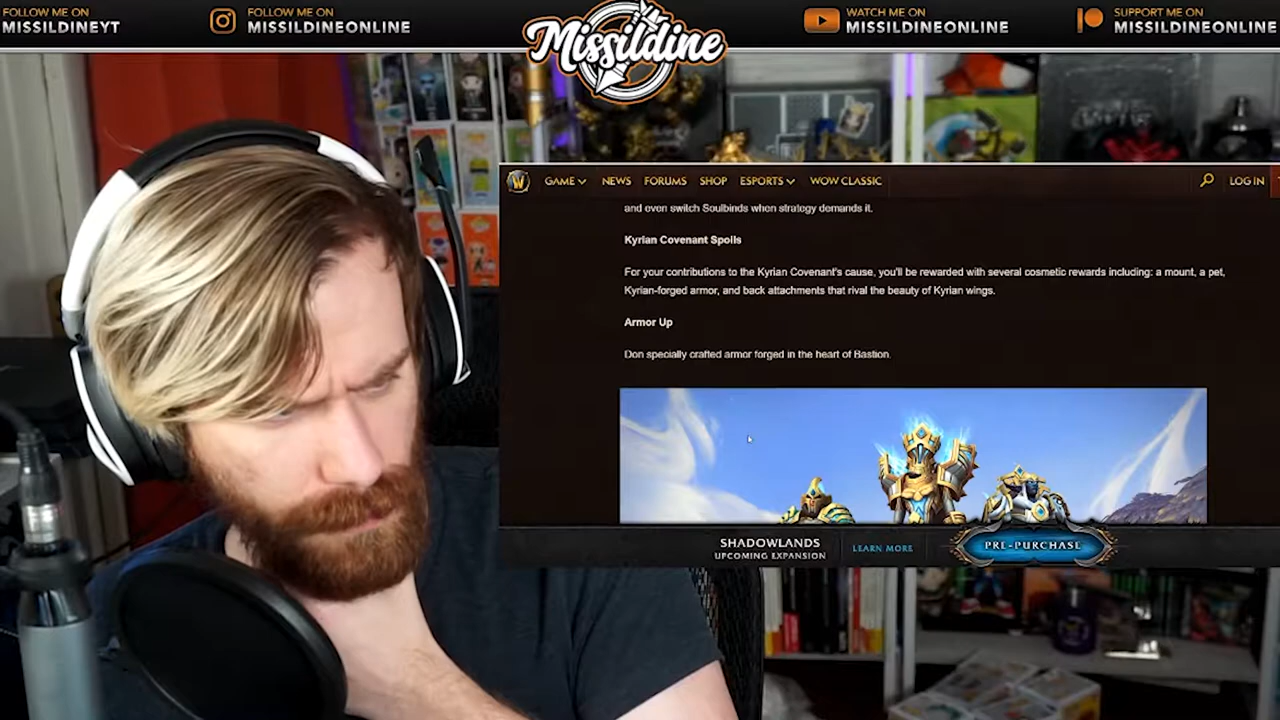 FOLLOW ME ON
MISSILDINEYT
FOLLOW ME ON
MISSILDINEONLINE
Missildine
WATCH ME ON
MISSILDINEONLINE
SUPPORT ME ON
MISSILDINEONLINE
W
GAME
NEWS
FORUMS
SHOP
ESPORTS
WOW CLASSIC
LOG IN
and even switch Soulbinds when strategy demands it.
Kyrian Covenant Spoils
For your contributions to the Kyrian Covenant's cause, you'll be rewarded with several cosmetic rewards including: a mount, a pet,
Kyrian-forged armor, and back attachments that rival the beauty of Kyrian wings.
Armor Up
Don specially crafted armor forged in the heart of Bastion.
SHADOWLANDS
UPCOMING EXPANSION
LEARN MORE
PRE-PURCHASE